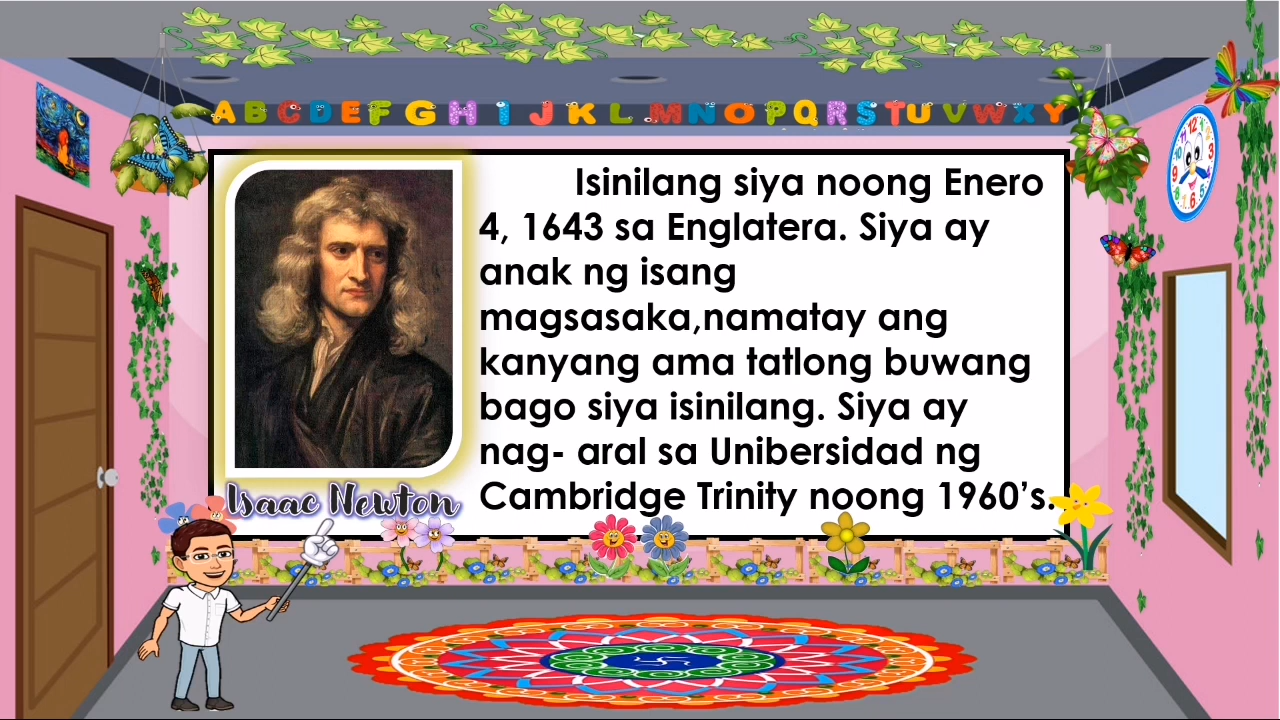 A B C D E F G H I J K L M N O P Q R S T U V W X Y
Isinilang siya noong Enero
4, 1643 sa Englatera. Siya ay
anak ng isang
magsasaka,namatay ang
kanyang ama tatlong buwang
bago siya isinilang. Siya ay
nag- aral sa Unibersidad ng
Cambridge Trinity noong 1960’s.
Isaac Newton